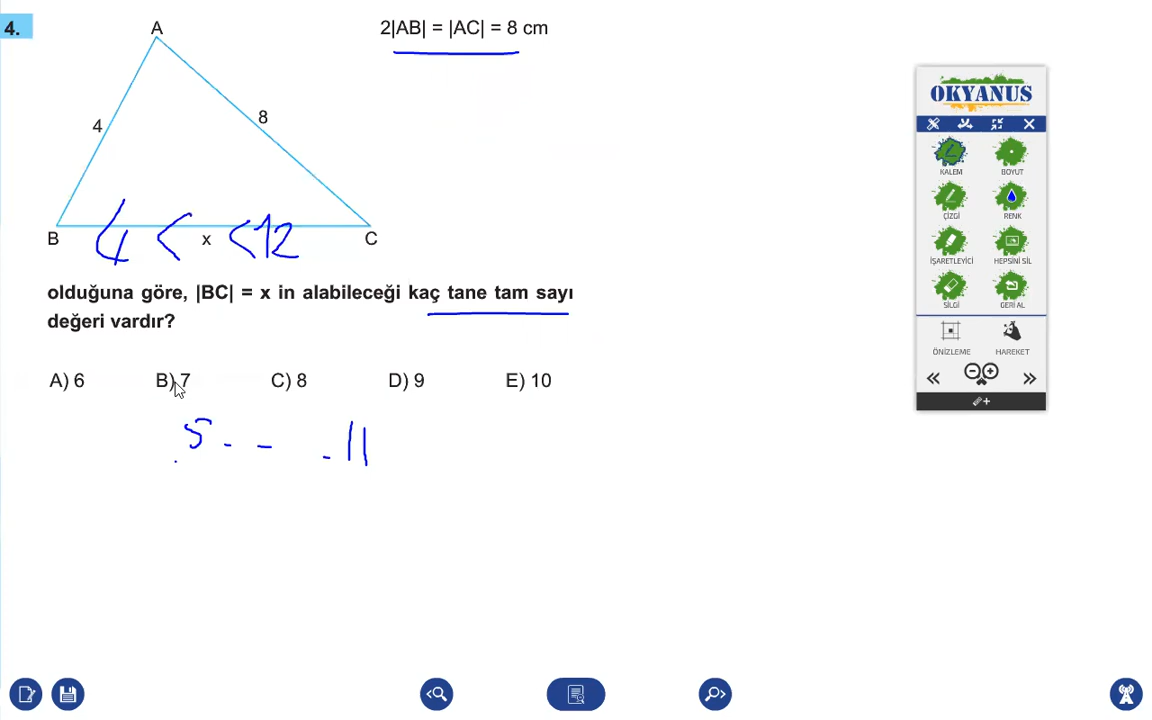 4.
A
2|AB| = |AC| = 8 cm
4
8
B
4 <
x
< 12
C
olduğuna göre, |BC| = x in alabileceği kaç tane tam sayı
değeri vardır?
A) 6
B) 7
C) 8
D) 9
E) 10
5 - - . 11
OKYANUS
KALEM
BOYUT
ÇİZGİ
RENK
İŞARETLEYİCİ
HEPSİNİ SİL
SİLGİ
GERİ AL
ÖNİZLEME
HAREKET